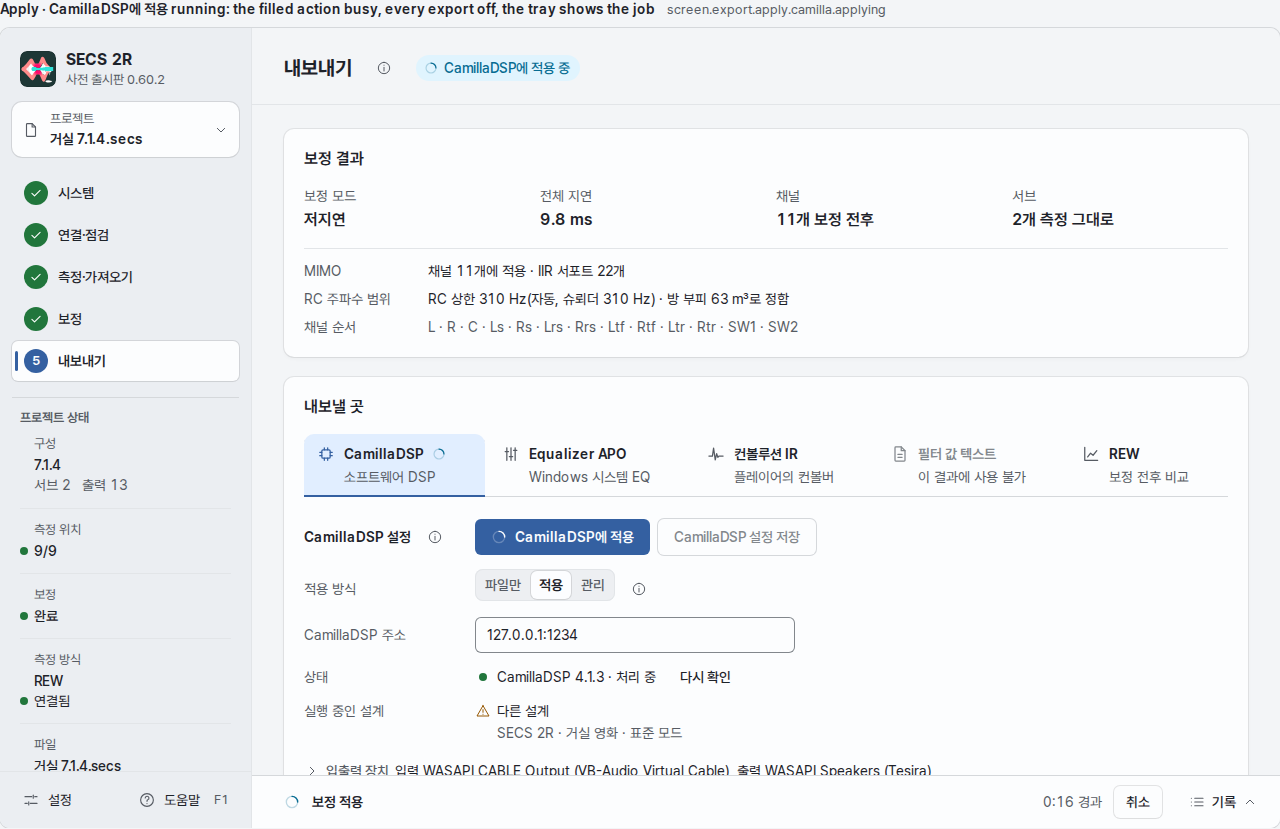 Apply · CamillaDSP에 적용 running: the filled action busy, every export off, the tray shows the job screen.export.apply.camilla.applying
SECS 2R
사전 출시판 0.60.2
프로젝트
거실 7.1.4.secs
시스템
연결·점검
측정·가져오기
보정
5 내보내기
프로젝트 상태
구성
7.1.4
서브 2 출력 13
측정 위치
9/9
보정
완료
측정 방식
REW
연결됨
파일
거실 7.1.4.secs
설정 도움말 F1
내보내기 CamillaDSP에 적용 중
보정 결과
보정 모드 전체 지연 채널 서브
저지연 9.8 ms 11개 보정 전후 2개 측정 그대로
MIMO 채널 11개에 적용 · IIR 서포트 22개
RC 주파수 범위 RC 상한 310 Hz(자동, 슈뢰더 310 Hz) · 방 부피 63 m³로 정합
채널 순서 L · R · C · Ls · Rs · Lrs · Rrs · Ltf · Rtf · Ltr · Rtr · SW1 · SW2
내보낼 곳
CamillaDSP Equalizer APO 컨볼루션 IR 필터 값 텍스트 REW
소프트웨어 DSP Windows 시스템 EQ 플레이어의 컨볼버 이 결과에 사용 불가 보정 전후 비교
CamillaDSP 설정 CamillaDSP에 적용 CamillaDSP 설정 저장
적용 방식 파일만 적용 관리
CamillaDSP 주소 127.0.0.1:1234
상태 CamillaDSP 4.1.3 · 처리 중 다시 확인
실행 중인 설계 다른 설계
SECS 2R · 거실 영화 · 표준 모드
입출력 장치 입력 WASAPI CABLE Output (VB-Audio Virtual Cable) 출력 WASAPI Speakers (Tesira)
보정 적용 0:16 경과 취소 기록